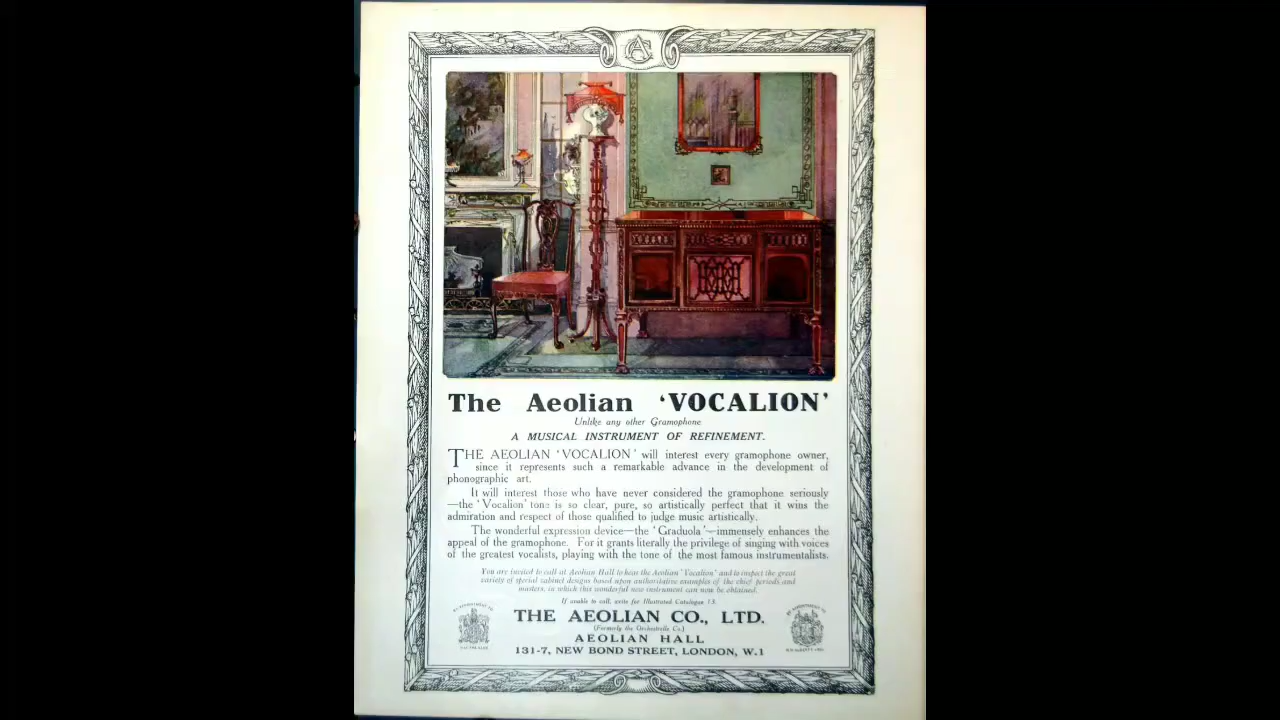 The Aeolian ‘VOCALION’
Unlike any other Gramophone
A MUSICAL INSTRUMENT OF REFINEMENT.
THE AEOLIAN ‘VOCALION’ will interest every gramophone owner,
since it represents such a remarkable advance in the development of
phonographic art.
It will interest those who have never considered the gramophone seriously
—the ‘Vocalion’ tone is so clear, pure, so artistically perfect that it wins the
admiration and respect of those qualified to judge music artistically.
The wonderful expression device—the ‘Graduola’—immensely enhances the
appeal of the gramophone. For it grants literally the privilege of singing with voices
of the greatest vocalists, playing with the tone of the most famous instrumentalists.
You are invited to call at Aeolian Hall to hear the Aeolian ‘Vocalion’ and to inspect the great
variety of special cabinet designs based upon authoritative examples of the chief periods and
masters, in which this wonderful new instrument can now be obtained.
If unable to call, write for Illustrated Catalogue 13.
THE AEOLIAN CO., LTD.
(Formerly the Orchestrelle Co.)
AEOLIAN HALL
131-7, NEW BOND STREET, LONDON, W.1
BY APPOINTMENT TO
BY APPOINTMENT TO